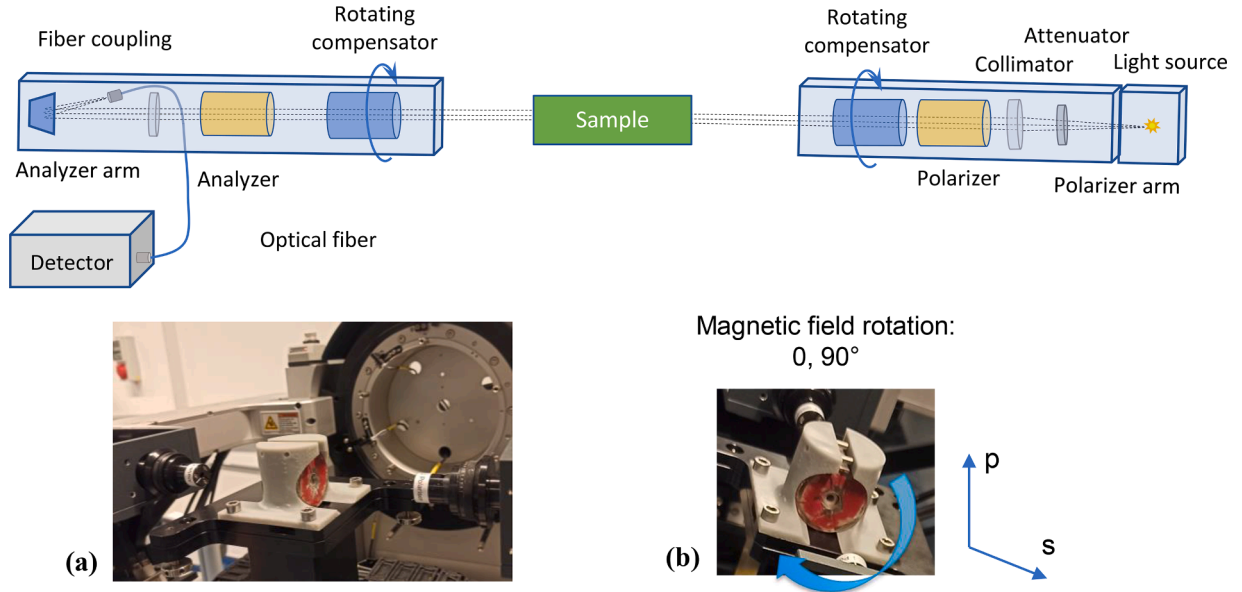 Fiber coupling
Rotating
compensator
Rotating
compensator
Attenuator
Collimator
Light source
Sample
Analyzer arm
Analyzer
Polarizer
Polarizer arm
Optical fiber
Detector
Magnetic field rotation:
0, 90°
p
s
(a)
(b)